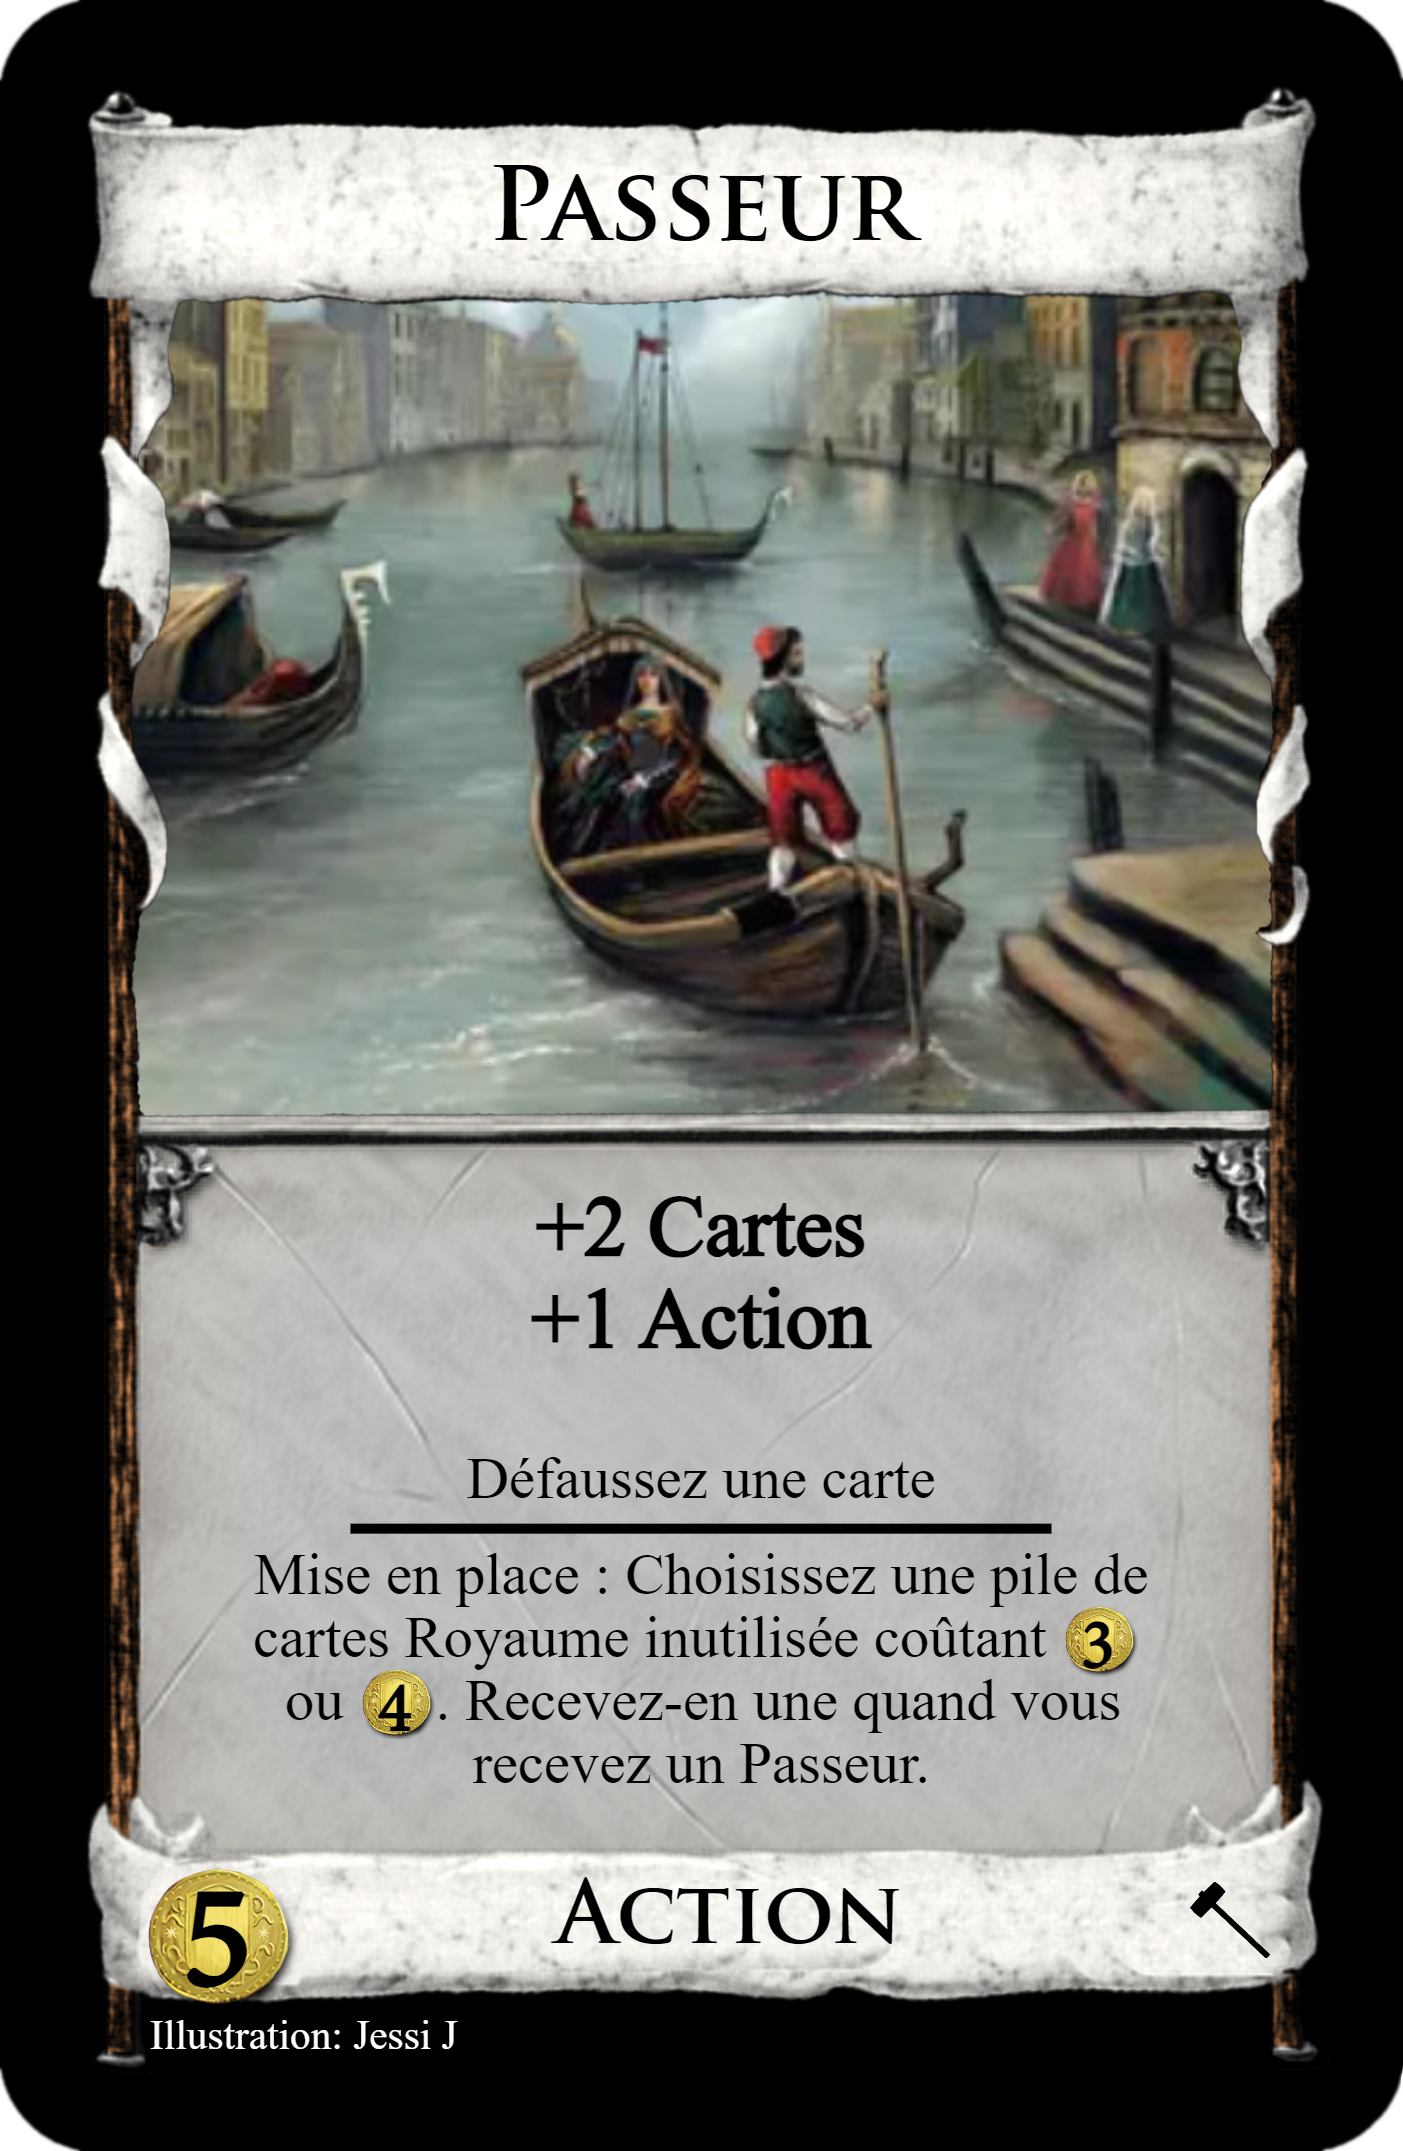 PASSEUR
+2 Cartes
+1 Action
Défaussez une carte
Mise en place : Choisissez une pile de
cartes Royaume inutilisée coûtant 3
ou 4. Recevez-en une quand vous
recevez un Passeur.
5
ACTION
Illustration: Jessi J